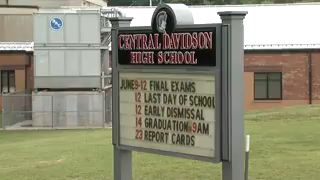 CENTRAL DAVIDSON
HIGH SCHOOL
JUNE 9-12 FINAL EXAMS
12 LAST DAY OF SCHOOL
12 EARLY DISMISSAL
14 GRADUATION 9AM
23 REPORT CARDS